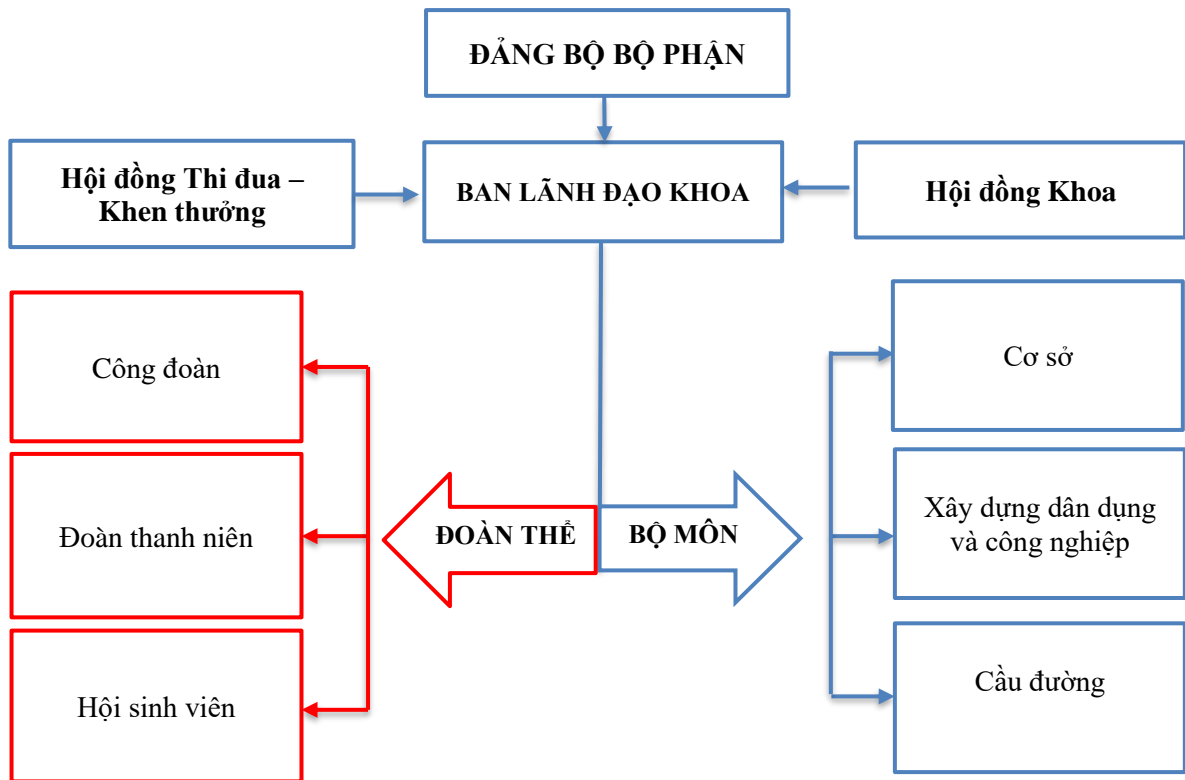 ĐẢNG BỘ BỘ PHẬN
Hội đồng Thi đua –
Khen thưởng
BAN LÃNH ĐẠO KHOA
Hội đồng Khoa
Công đoàn
Cơ sở
Đoàn thanh niên
ĐOÀN THỂ
BỘ MÔN
Xây dựng dân dụng
và công nghiệp
Hội sinh viên
Cầu đường